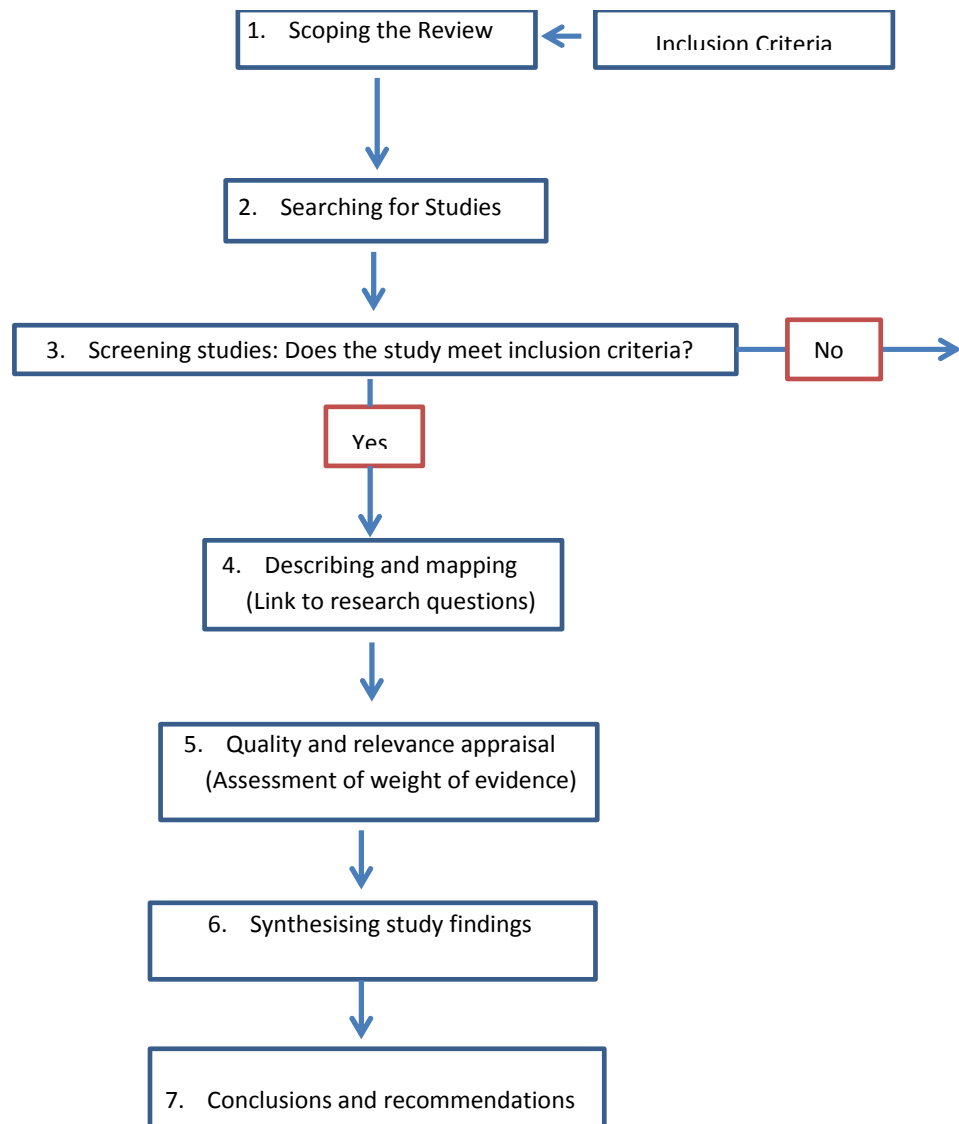 1. Scoping the Review
Inclusion Criteria
2. Searching for Studies
3. Screening studies: Does the study meet inclusion criteria?
No
Yes
4. Describing and mapping
(Link to research questions)
5. Quality and relevance appraisal
(Assessment of weight of evidence)
6. Synthesising study findings
7. Conclusions and recommendations